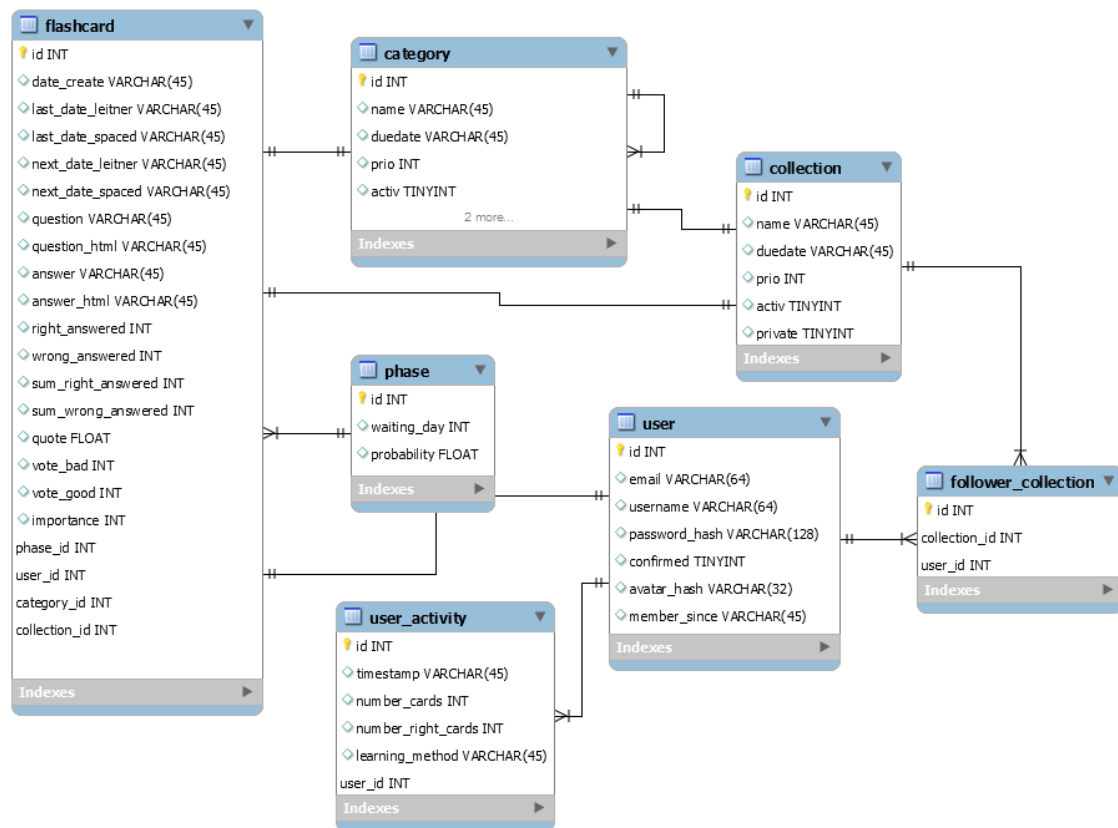 flashcard
id INT
date_create VARCHAR(45)
last_date_leitner VARCHAR(45)
last_date_spaced VARCHAR(45)
next_date_leitner VARCHAR(45)
next_date_spaced VARCHAR(45)
question VARCHAR(45)
question_html VARCHAR(45)
answer VARCHAR(45)
answer_html VARCHAR(45)
right_answered INT
wrong_answered INT
sum_right_answered INT
sum_wrong_answered INT
quote FLOAT
vote_bad INT
vote_good INT
importance INT
phase_id INT
user_id INT
category_id INT
collection_id INT
Indexes
category
id INT
name VARCHAR(45)
duedate VARCHAR(45)
prio INT
activ TINYINT
2 more...
Indexes
collection
id INT
name VARCHAR(45)
duedate VARCHAR(45)
prio INT
activ TINYINT
private TINYINT
Indexes
phase
id INT
waiting_day INT
probability FLOAT
Indexes
user
id INT
email VARCHAR(64)
username VARCHAR(64)
password_hash VARCHAR(128)
confirmed TINYINT
avatar_hash VARCHAR(32)
member_since VARCHAR(45)
Indexes
follower_collection
id INT
collection_id INT
user_id INT
Indexes
user_activity
id INT
timestamp VARCHAR(45)
number_cards INT
number_right_cards INT
learning_method VARCHAR(45)
user_id INT
Indexes